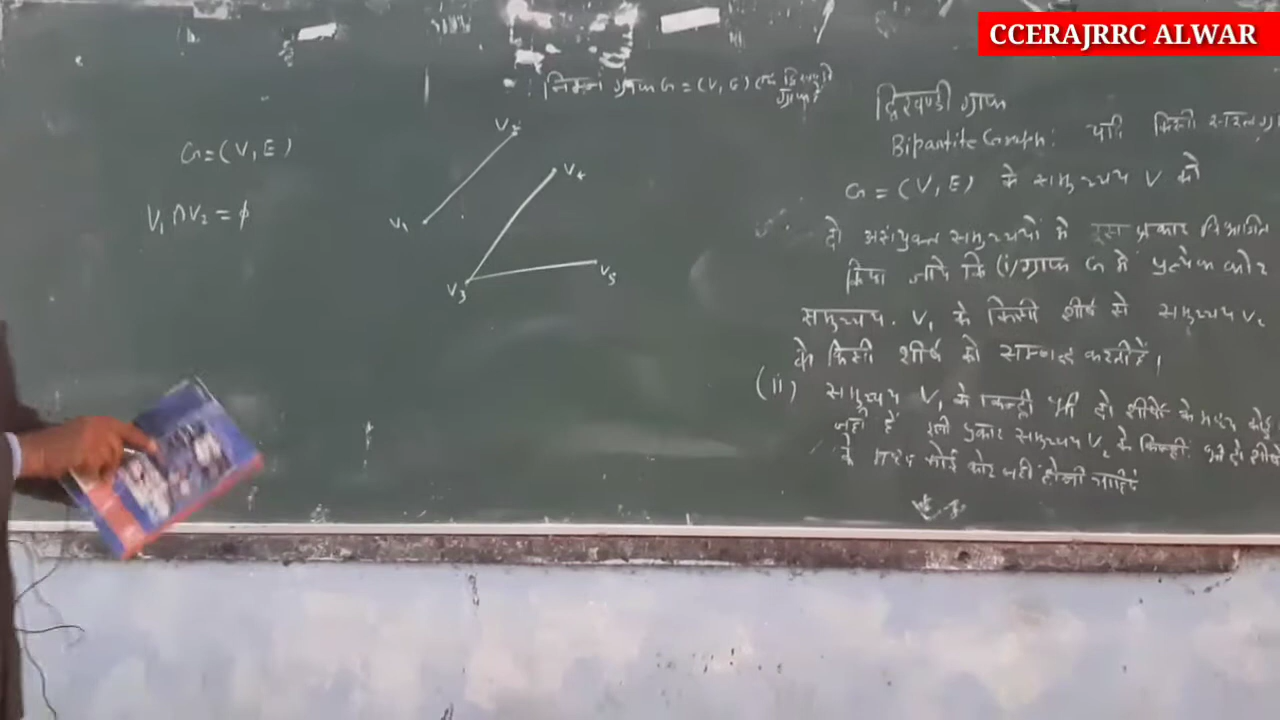 CCERAJRRC ALWAR
निम्न ग्राफ G = (V, E) एक द्विखण्डी
ग्राफ है
G = (V, E)
V₁ ∩ V₂ = ϕ
V₂
V₄
V₁
V₃
V₅
द्विखण्डी ग्राफ
Bipartite Graph: यदि किसी सरल
G = (V, E) के समुच्चय V को
दो असंयुक्त समुच्चयों में इस प्रकार विभाजित
किया जाये कि (i) ग्राफ G में प्रत्येक कोर
समुच्चय V₁ के किसी शीर्ष से समुच्चय V₂
के किसी शीर्ष को सम्बद्ध करती है।
(ii) समुच्चय V₁ के किन्हीं भी दो शीर्षों के मध्य कोई
नहीं है इसी प्रकार समुच्चय V₂ के किन्हीं भी दो
के मध्य कोई कोर नहीं होनी चाहिए